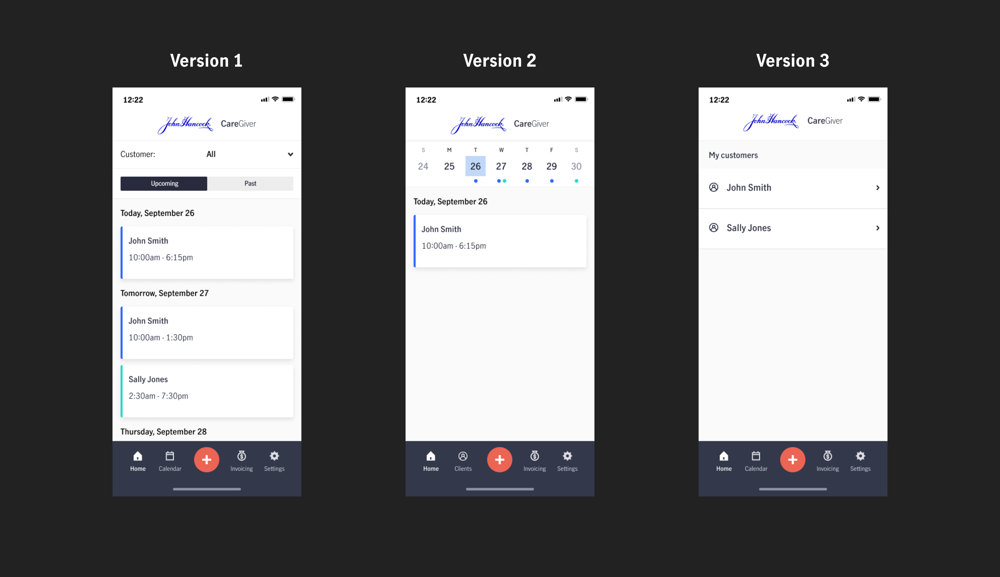 Version 1
12:22
John Hancock CareGiver
Customer: All
Upcoming Past
Today, September 26
John Smith
10:00am - 6:15pm
Tomorrow, September 27
John Smith
10:00am - 1:30pm
Sally Jones
2:30am - 7:30pm
Thursday, September 28
Home Calendar + Invoicing Settings
Version 2
12:22
John Hancock CareGiver
S M T W T F S
24 25 26 27 28 29 30
Today, September 26
John Smith
10:00am - 6:15pm
Home Clients + Invoicing Settings
Version 3
12:22
John Hancock CareGiver
My customers
John Smith
Sally Jones
Home Calendar + Invoicing Settings